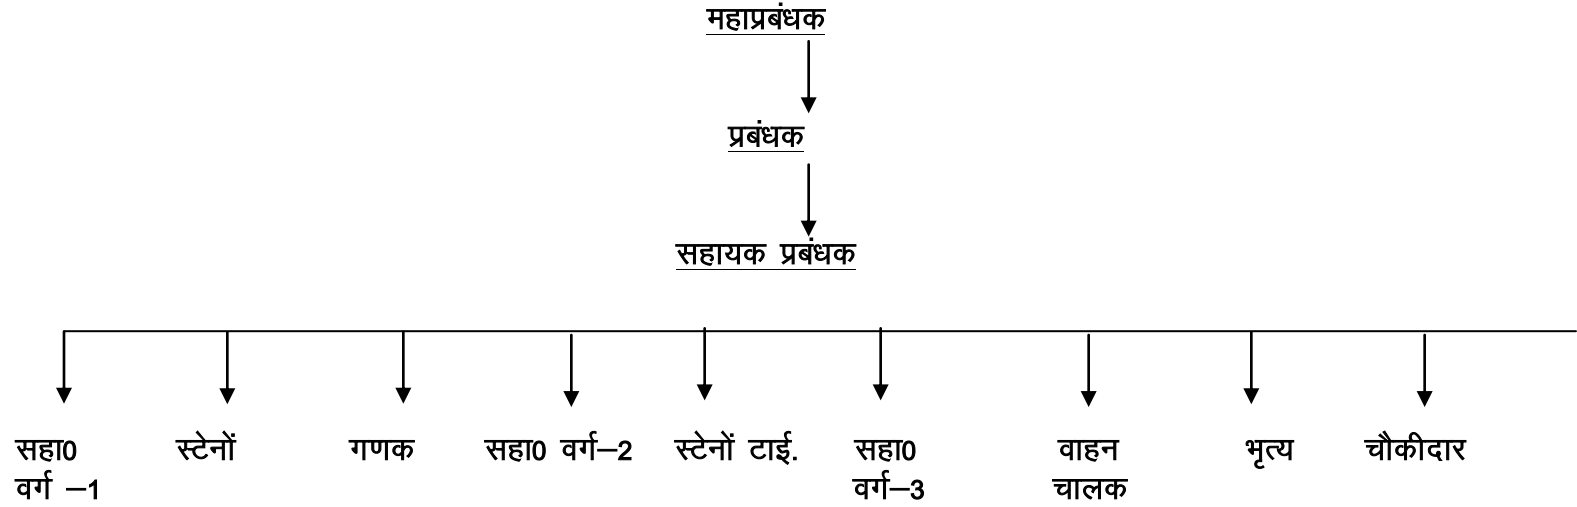 महाप्रबंधक
प्रबंधक
सहायक प्रबंधक
सहा0 वर्ग –1
स्टेनों
गणक
सहा0 वर्ग–2
स्टेनों टाई.
सहा0 वर्ग–3
वाहन चालक
भृत्य
चौकीदार